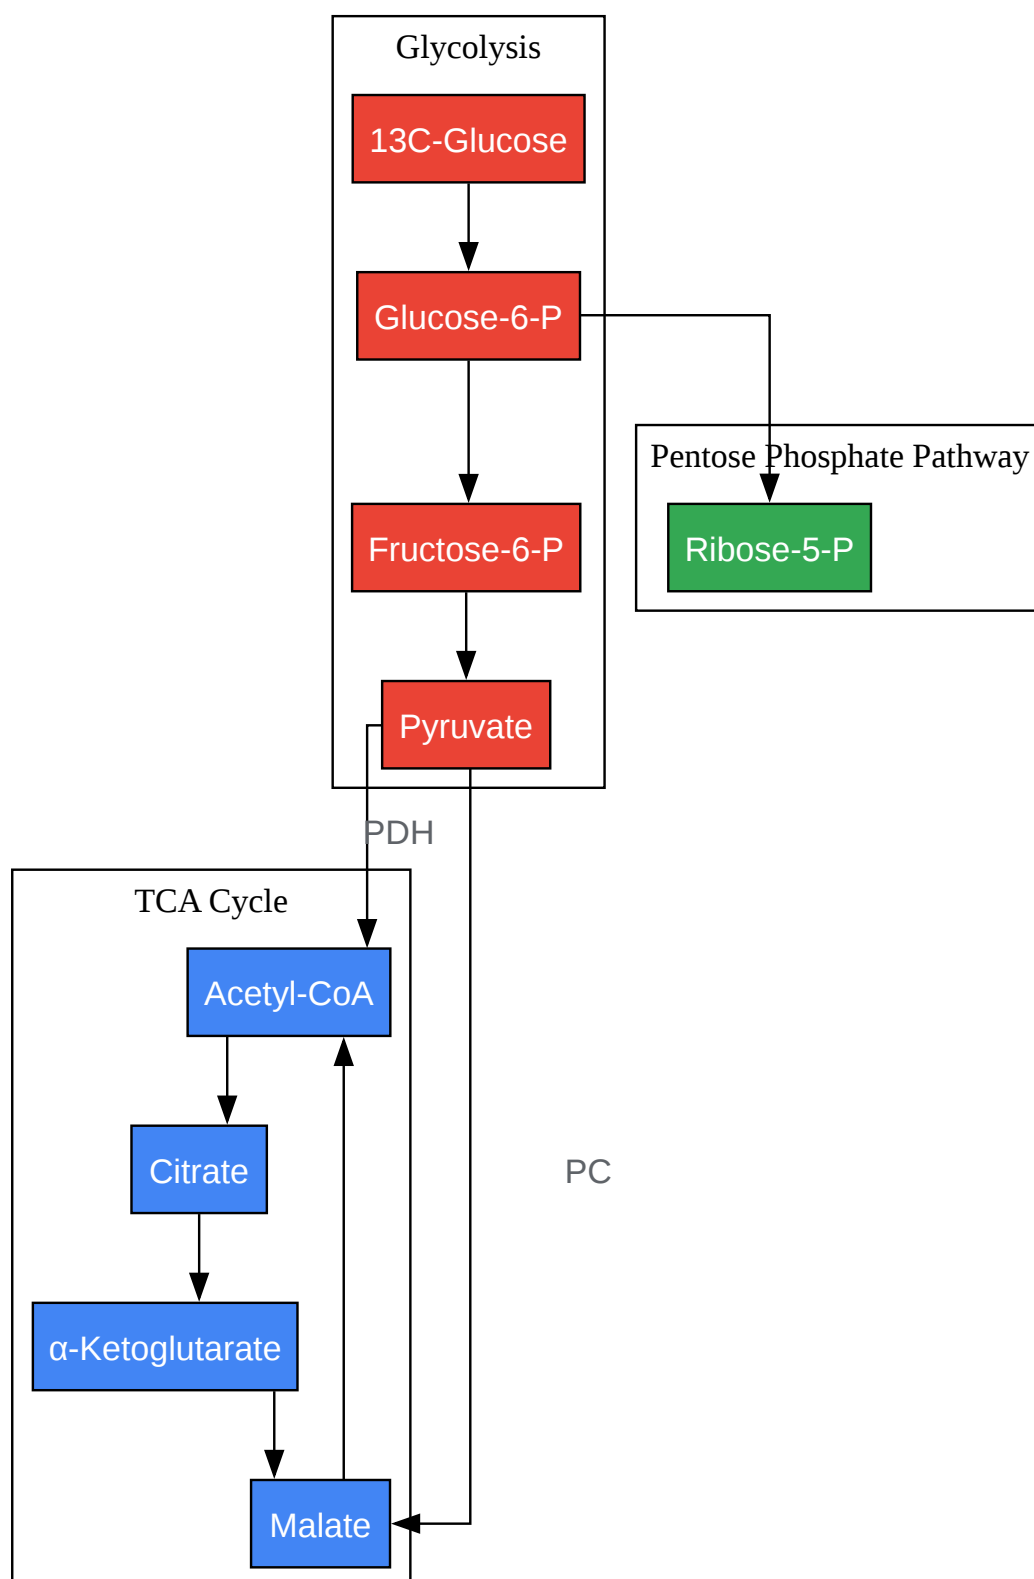 Glycolysis
13C-Glucose
Glucose-6-P
Pentose Phosphate Pathway
Fructose-6-P
Ribose-5-P
Pyruvate
PDH
TCA Cycle
Acetyl-CoA
Citrate
PC
α-Ketoglutarate
Malate